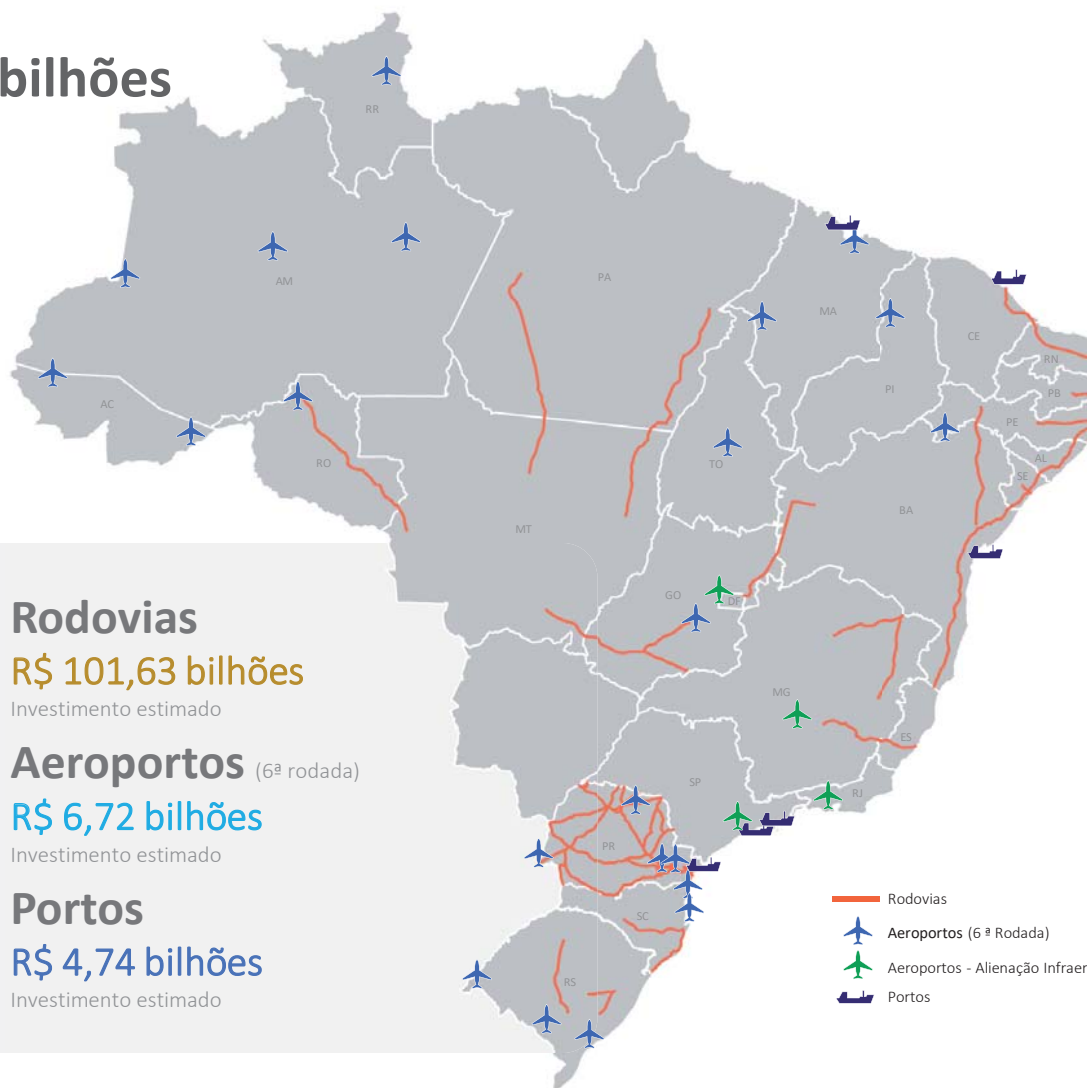 bilhões
RR
AM
PA
MA
CE
RN
PB
PE
AL
SE
PI
AC
RO
TO
BA
MT
GO
DF
MG
ES
SP
RJ
PR
SC
RS
Rodovias
R$ 101,63 bilhões
Investimento estimado
Aeroportos (6ª rodada)
R$ 6,72 bilhões
Investimento estimado
Portos
R$ 4,74 bilhões
Investimento estimado
Rodovias
Aeroportos (6 ª Rodada)
Aeroportos - Alienação Infraer
Portos